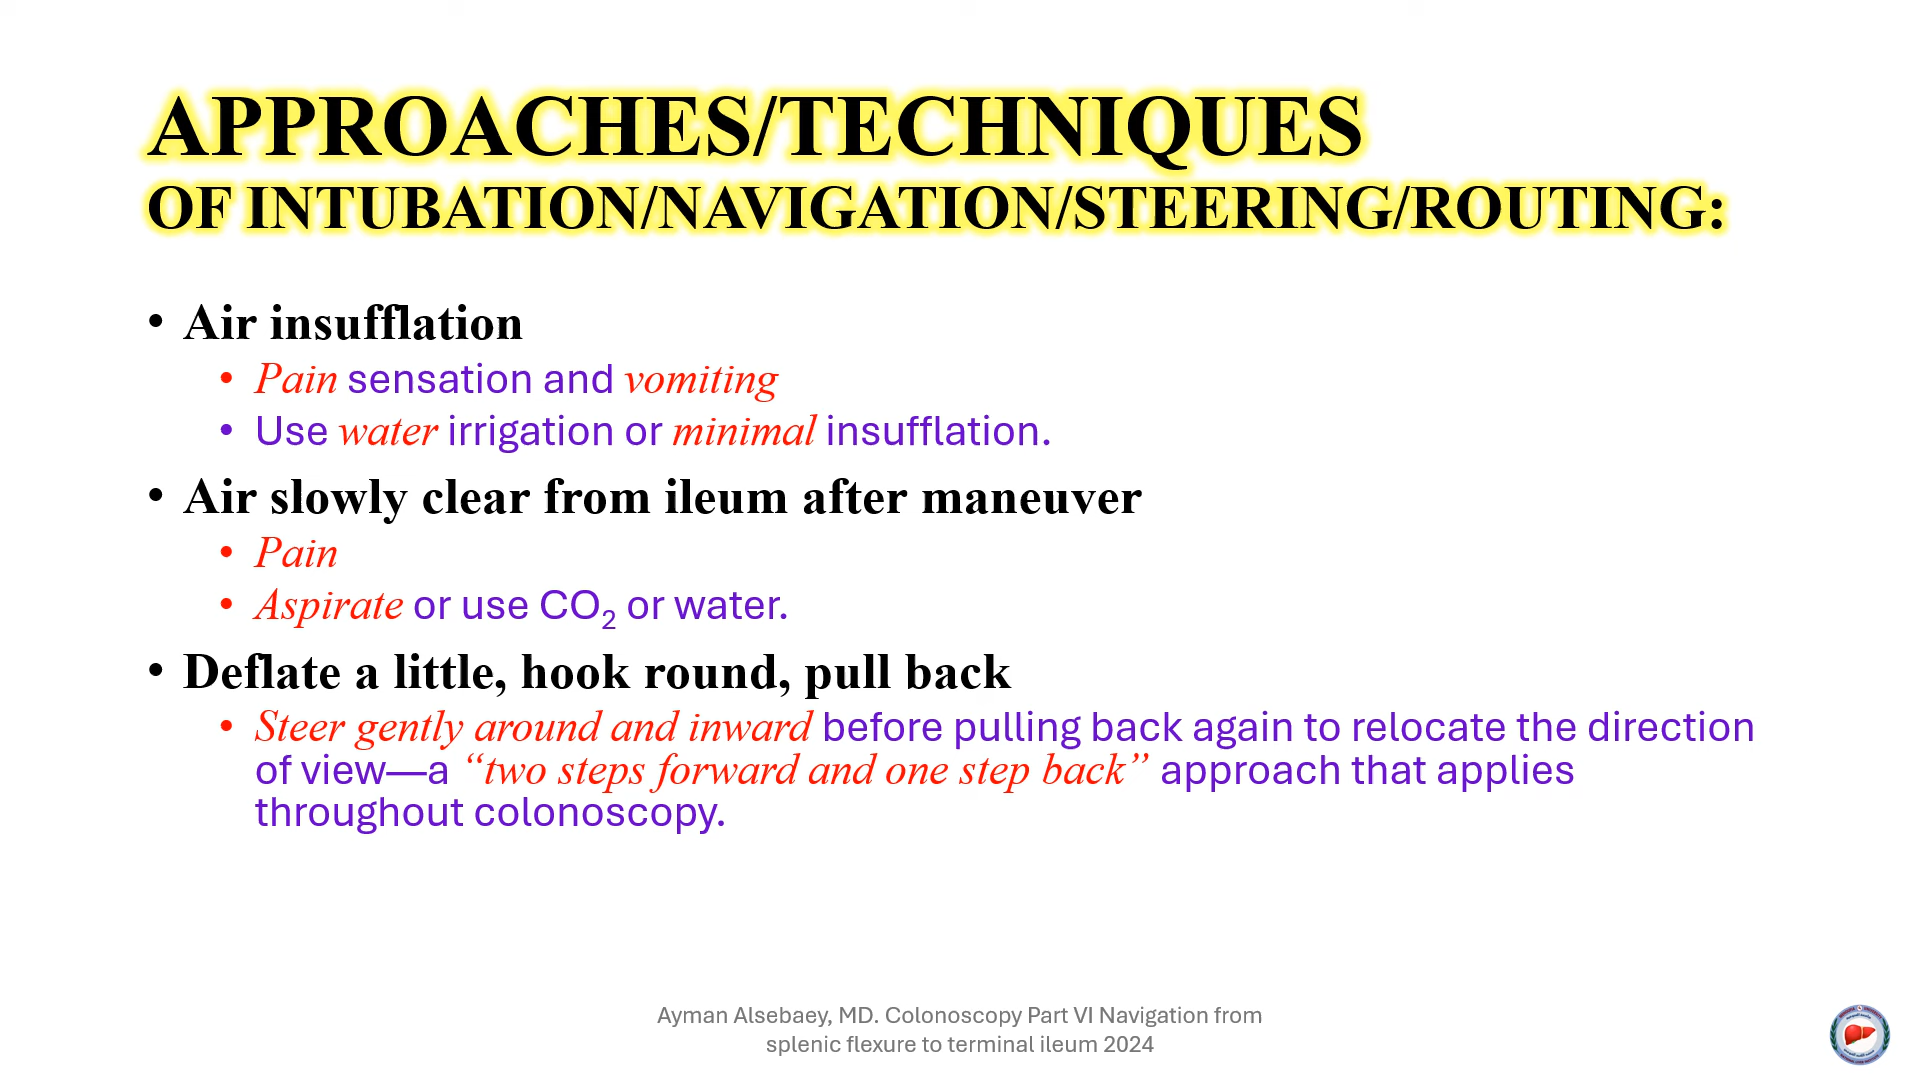 APPROACHES/TECHNIQUES
OF INTUBATION/NAVIGATION/STEERING/ROUTING:
• Air insufflation
• Pain sensation and vomiting
• Use water irrigation or minimal insufflation.
• Air slowly clear from ileum after maneuver
• Pain
• Aspirate or use CO₂ or water.
• Deflate a little, hook round, pull back
• Steer gently around and inward before pulling back again to relocate the direction
of view—a “two steps forward and one step back” approach that applies
throughout colonoscopy.
Ayman Alsebaey, MD. Colonoscopy Part VI Navigation from
splenic flexure to terminal ileum 2024